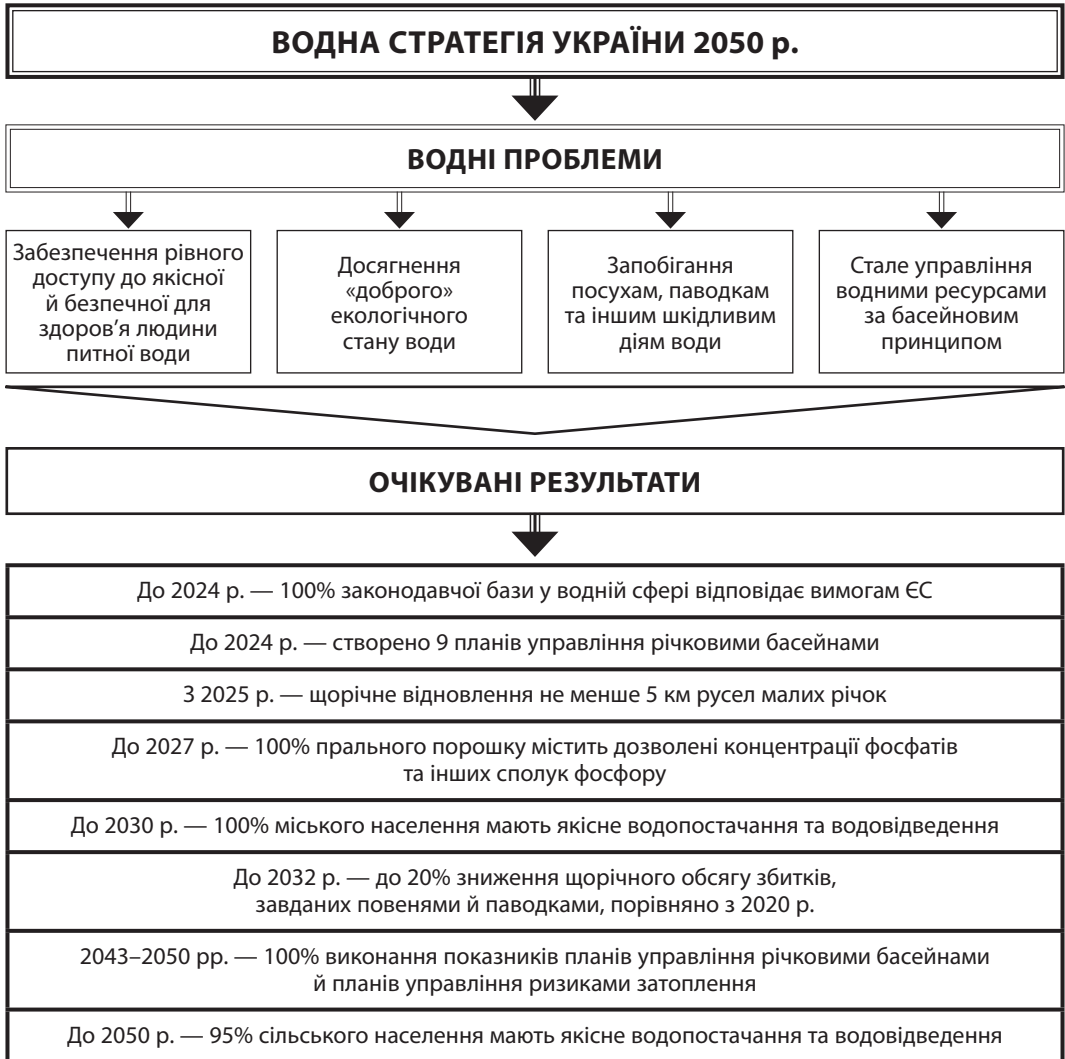 ВОДНА СТРАТЕГІЯ УКРАЇНИ 2050 р.
ВОДНІ ПРОБЛЕМИ
Забезпечення рівного
доступу до якісної
й безпечної для
здоров’я людини
питної води
Досягнення
«доброго»
екологічного
стану води
Запобігання
посухам, паводкам
та іншим шкідливим
діям води
Стале управління
водними ресурсами
за басейновим
принципом
ОЧІКУВАНІ РЕЗУЛЬТАТИ
До 2024 р. — 100% законодавчої бази у водній сфері відповідає вимогам ЄС
До 2024 р. — створено 9 планів управління річковими басейнами
З 2025 р. — щорічне відновлення не менше 5 км русел малих річок
До 2027 р. — 100% прального порошку містить дозволені концентрації фосфатів
та інших сполук фосфору
До 2030 р. — 100% міського населення мають якісне водопостачання та водовідведення
До 2032 р. — до 20% зниження щорічного обсягу збитків,
завданих повенями й паводками, порівняно з 2020 р.
2043–2050 рр. — 100% виконання показників планів управління річковими басейнами
й планів управління ризиками затоплення
До 2050 р. — 95% сільського населення мають якісне водопостачання та водовідведення